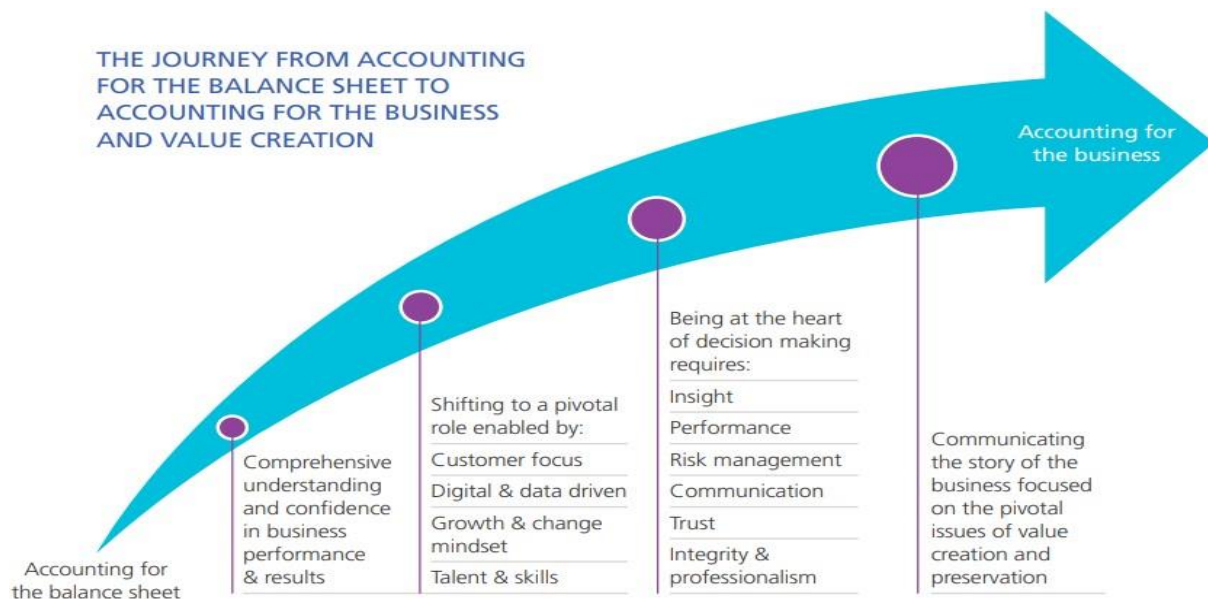 THE JOURNEY FROM ACCOUNTING
FOR THE BALANCE SHEET TO
ACCOUNTING FOR THE BUSINESS
AND VALUE CREATION
Accounting for
the balance sheet
Comprehensive
understanding
and confidence
in business
performance
& results
Shifting to a pivotal
role enabled by:
Customer focus
Digital & data driven
Growth & change
mindset
Talent & skills
Being at the heart
of decision making
requires:
Insight
Performance
Risk management
Communication
Trust
Integrity &
professionalism
Communicating
the story of the
business focused
on the pivotal
issues of value
creation and
preservation
Accounting for
the business